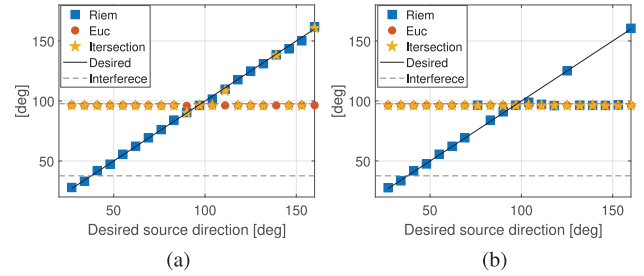 Riem
Euc
Itersection
Desired
Interferece
150
100
50
[deg]
50
100
150
Desired source direction [deg]
(a)
Riem
Euc
Itersection
Desired
Interferece
150
100
50
[deg]
50
100
150
Desired source direction [deg]
(b)